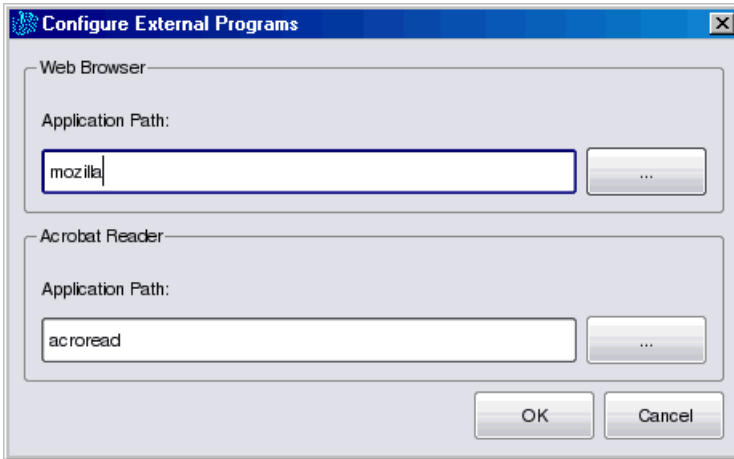 Configure External Programs
Web Browser
Application Path:
mozilla
...
Acrobat Reader
Application Path:
acroread
...
OK Cancel